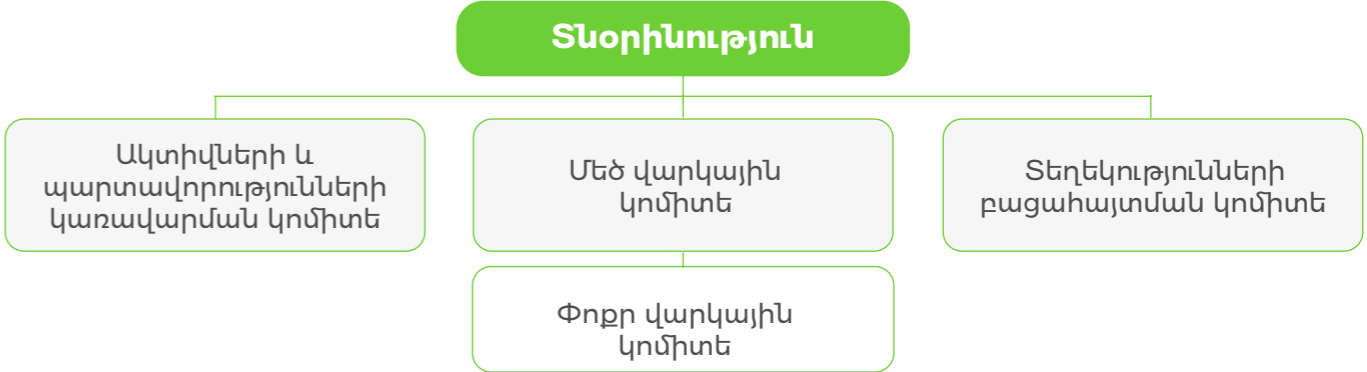 Տնօրինություն
Ակտիվների և
պարտավորությունների
կառավարման կոմիտե
Մեծ վարկային
կոմիտե
Տեղեկությունների
բացահայտման կոմիտե
Փոքր վարկային
կոմիտե